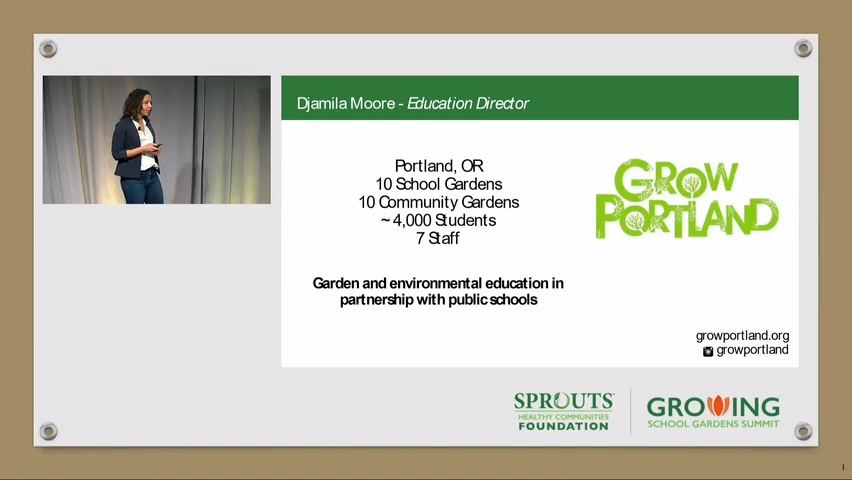 Djamila Moore - Education Director
Portland, OR
10 School Gardens
10 Community Gardens
~ 4,000 Students
7 Staff
Garden and environmental education in
partnership with public schools
GROW
PORTLAND
growportland.org
growportland
SPROUTS
HEALTHY COMMUNITIES
FOUNDATION
GROWING
SCHOOL GARDENS SUMMIT